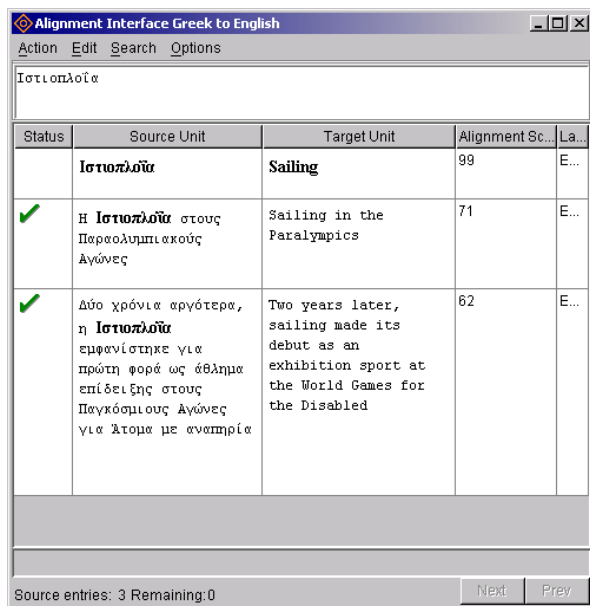 Alignment Interface Greek to English
Action Edit Search Options
Ιστιοπλοΐα
Status Source Unit Target Unit Alignment Sc... La...
Ιστιοπλοΐα Sailing 99 E...
Η Ιστιοπλοΐα στους
Παραολυμπιακούς
Αγώνες
Sailing in the
Paralympics
71 E...
Δύο χρόνια αργότερα,
η Ιστιοπλοΐα
εμφανίστηκε για
πρώτη φορά ως άθλημα
επίδειξης στους
Παγκόσμιους Αγώνες
για Άτομα με αναπηρία
Two years later,
sailing made its
debut as an
exhibition sport at
the World Games for
the Disabled
62 E...
Source entries: 3 Remaining:0
Next Prev